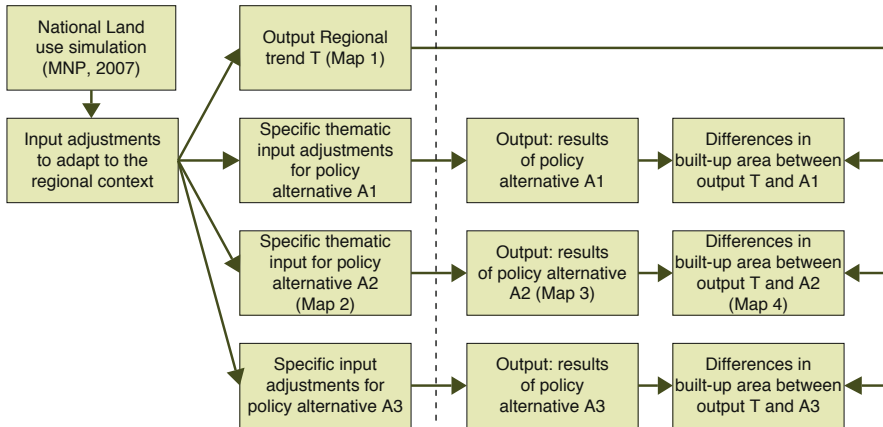 National Land
use simulation
(MNP, 2007)
Output Regional
trend T (Map 1)
Input adjustments
to adapt to the
regional context
Specific thematic
input adjustments
for policy
alternative A1
Output: results
of policy
alternative A1
Differences in
built-up area between
output T and A1
Specific thematic
input for policy
alternative A2
(Map 2)
Output: results
of policy alternative
A2 (Map 3)
Differences in
built-up area between
output T and A2
(Map 4)
Specific input
adjustments for
policy alternative A3
Output: results
of policy
alternative A3
Differences in
built-up area between
output T and A3